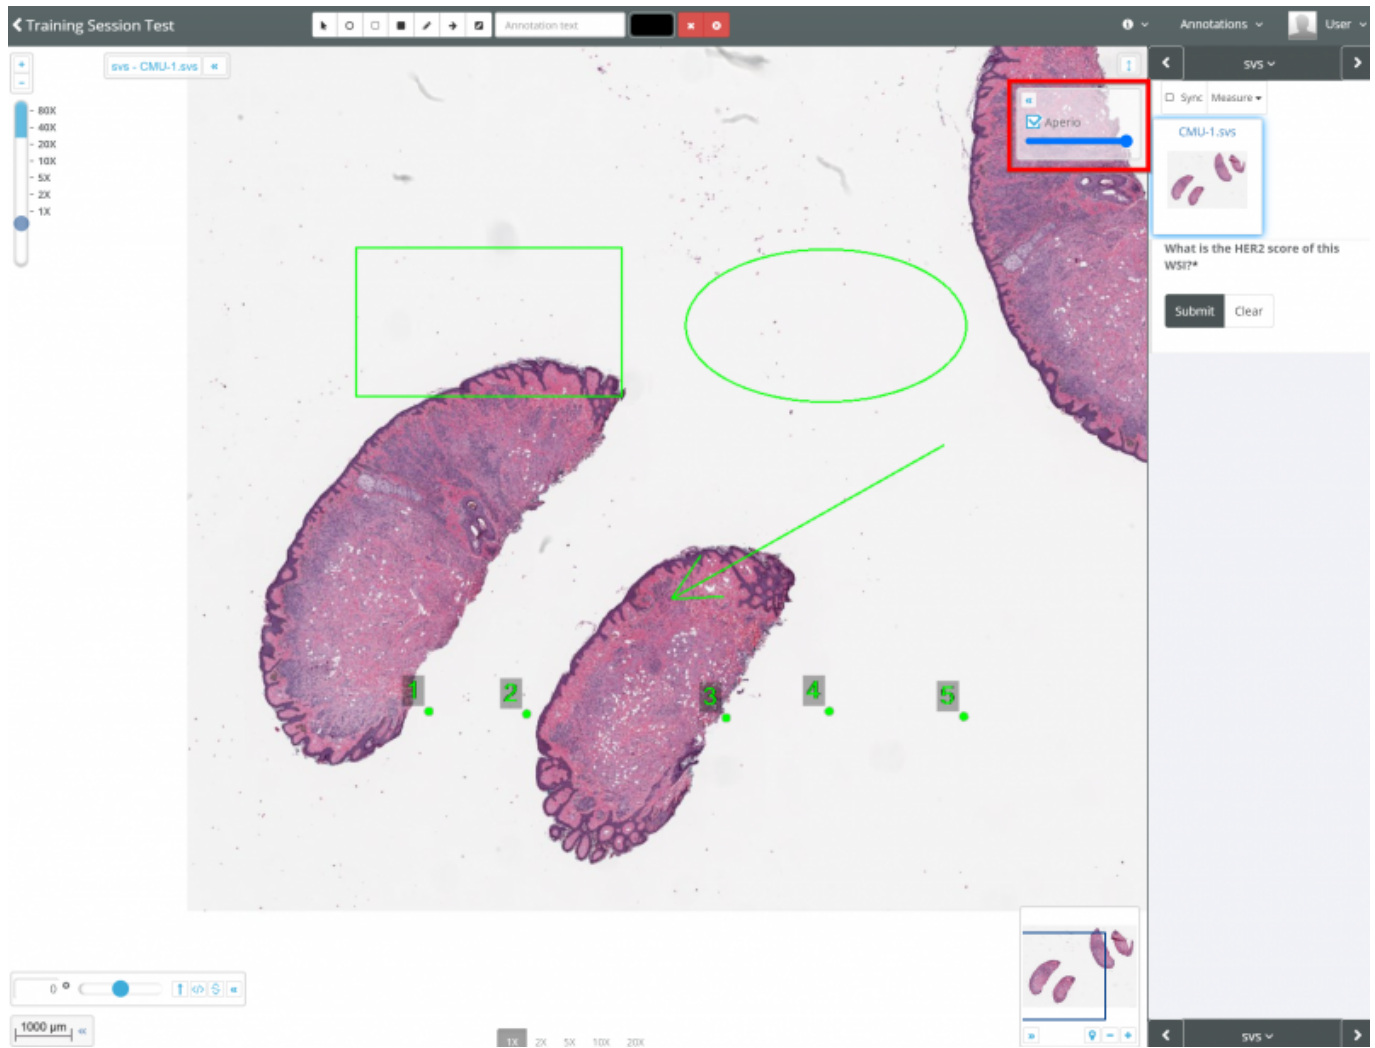 Training Session Test
Annotation text
Annotations
User
svs - CMU-1.svs «
svs
Sync Measure
80X
40X
20X
10X
5X
2X
1X
Aperio
CMU-1.svs
What is the HER2 score of this
WSI?*
Submit Clear
1 2 3 4 5
0 °
1000 µm «
1X 2X 5X 10X 20X
svs